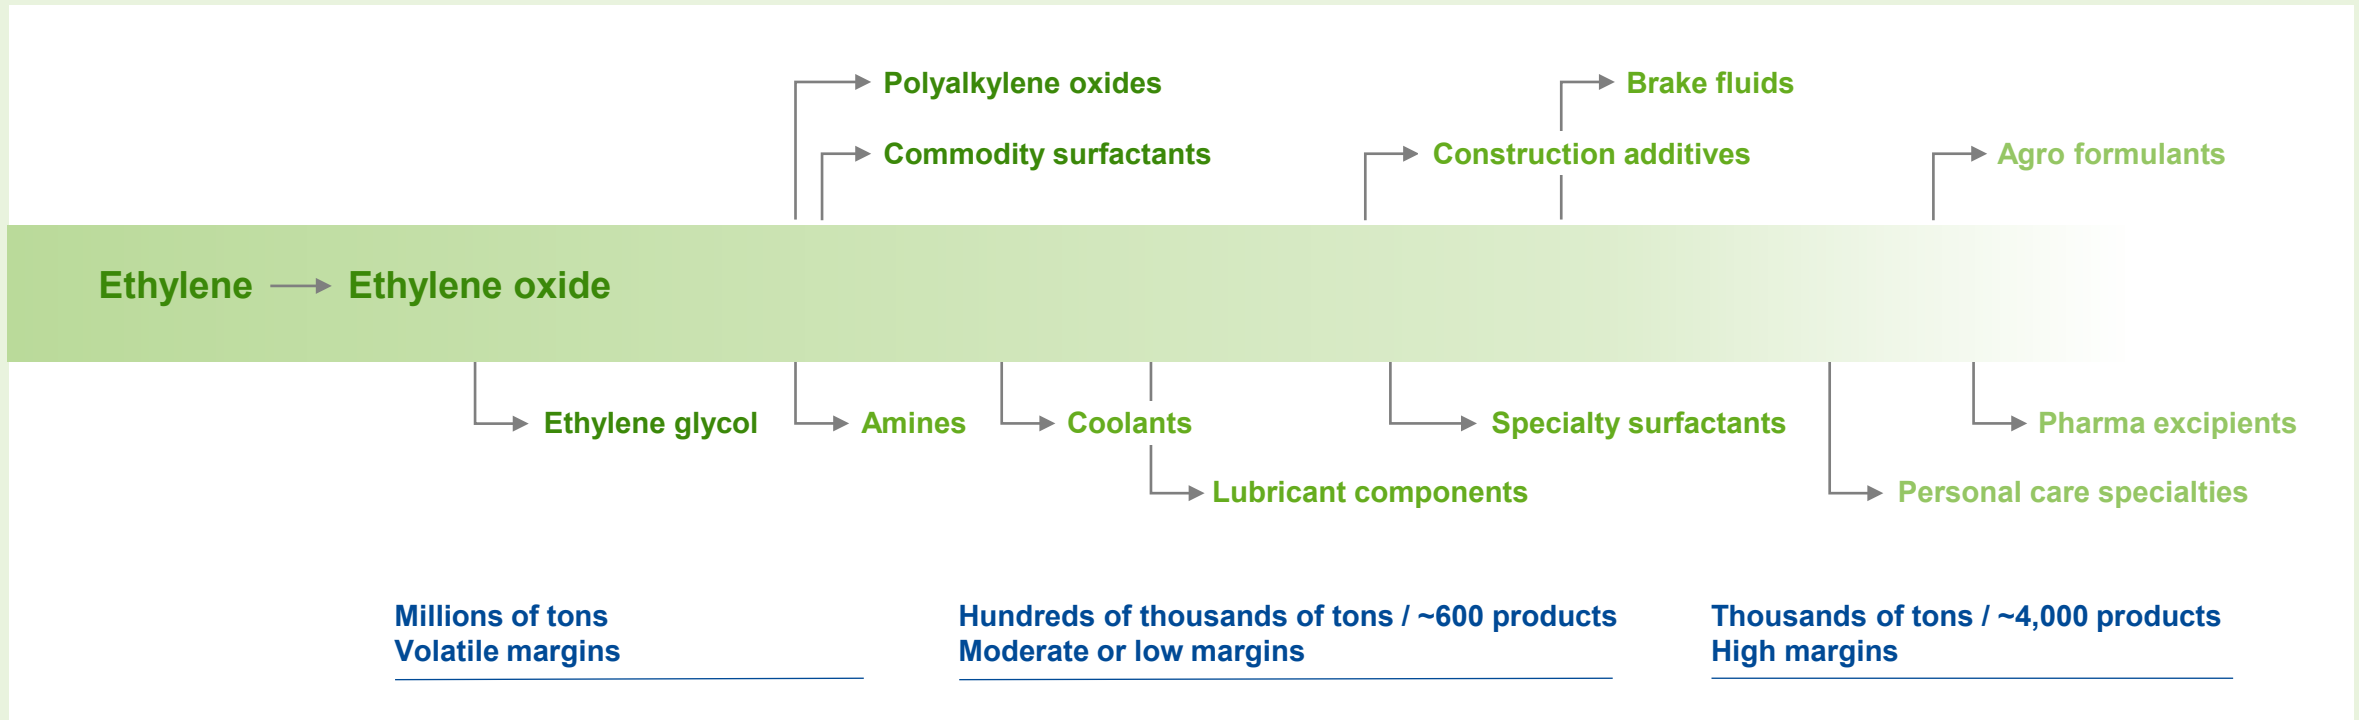 Polyalkylene oxides
Brake fluids
Commodity surfactants
Construction additives
Agro formulants
Ethylene
Ethylene oxide
Ethylene glycol
Amines
Coolants
Specialty surfactants
Pharma excipients
Lubricant components
Personal care specialties
Millions of tons
Volatile margins
Hundreds of thousands of tons / ~600 products
Moderate or low margins
Thousands of tons / ~4,000 products
High margins